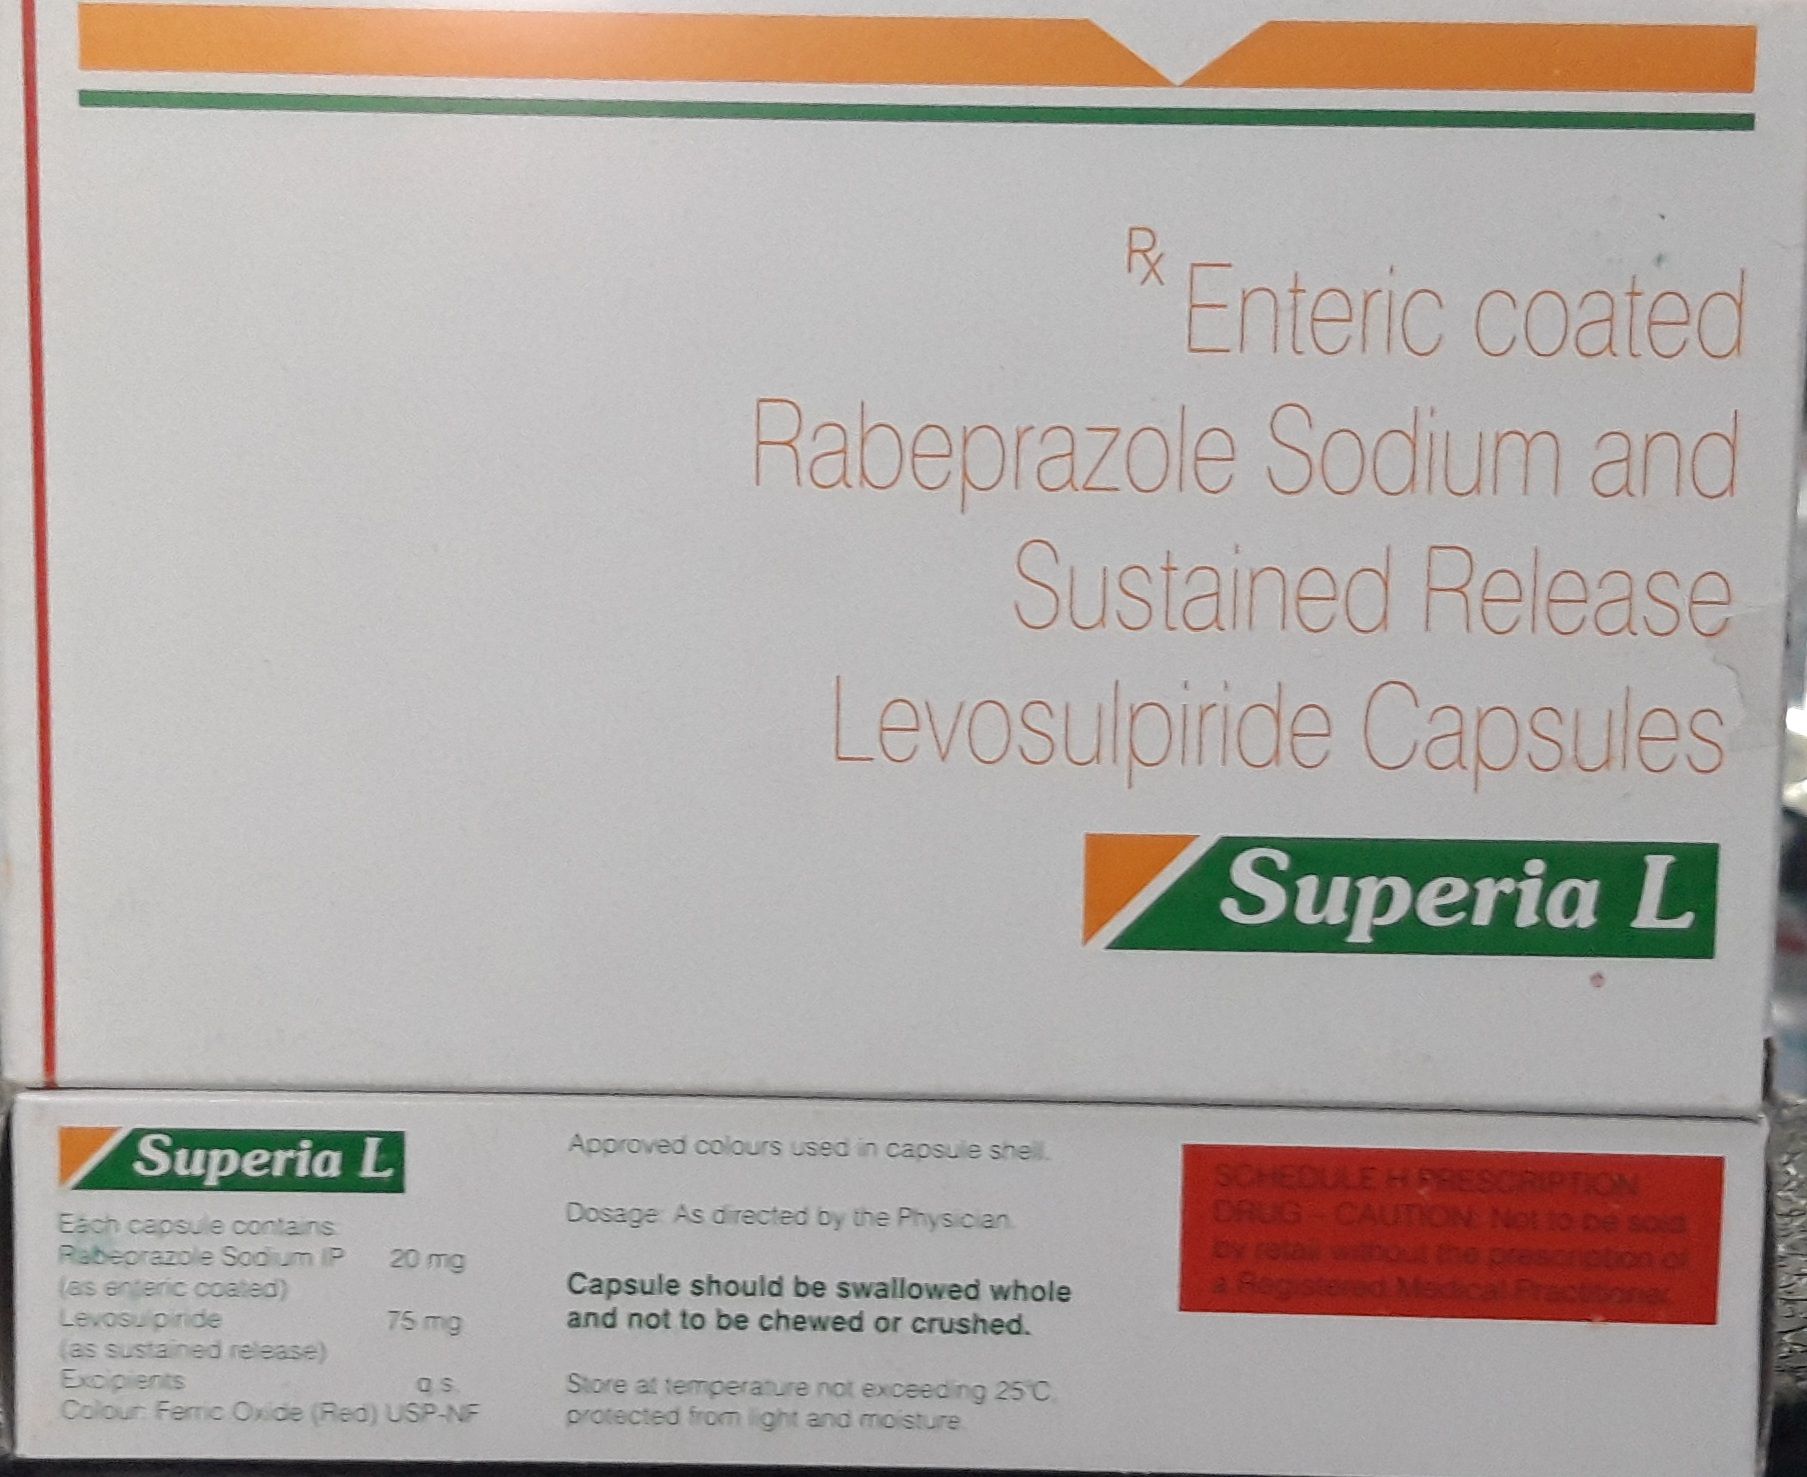 Rx Enteric coated
Rabeprazole Sodium and
Sustained Release
Levosulpiride Capsules
Superia L
Superia L
Each capsule contains:
Rabeprazole Sodium IP 20 mg
(as enteric coated)
Levosulpiride 75 mg
(as sustained release)
Excipients q.s.
Colour: Ferric Oxide (Red) USP-NF
Approved colours used in capsule shell.
Dosage: As directed by the Physician.
Capsule should be swallowed whole
and not to be chewed or crushed.
Store at temperature not exceeding 25°C,
protected from light and moisture.
SCHEDULE H PRESCRIPTION
DRUG – CAUTION: Not to be sold
by retail without the prescription of
a Registered Medical Practitioner.